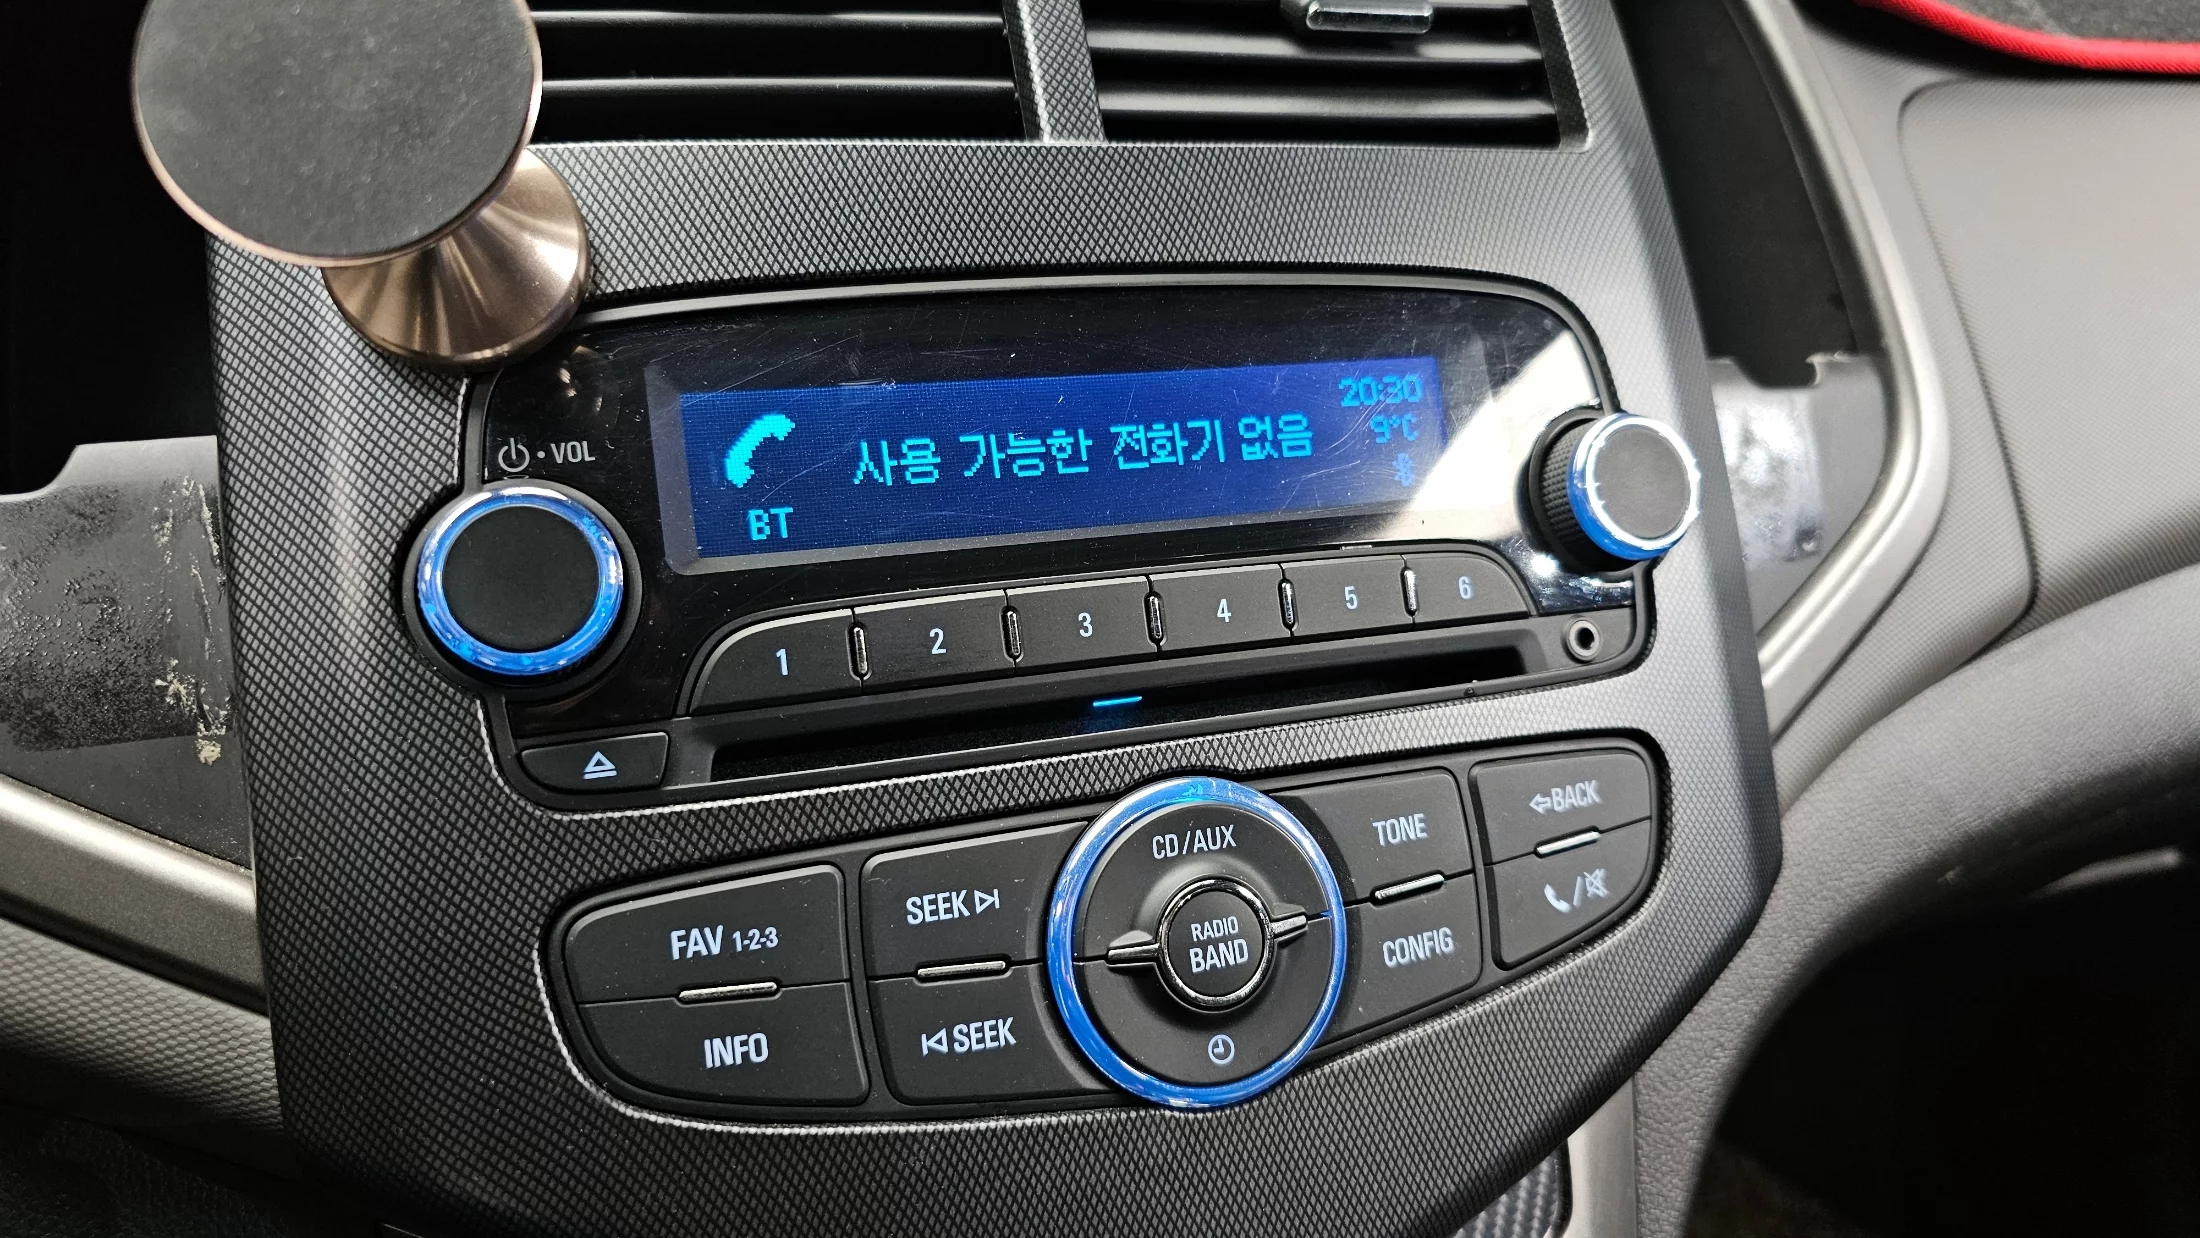 VOL
20:30
9°C
사용 가능한 전화기 없음
BT
1
2
3
4
5
6
CD/AUX
RADIO
BAND
FAV 1-2-3
INFO
SEEK
SEEK
TONE
CONFIG
BACK